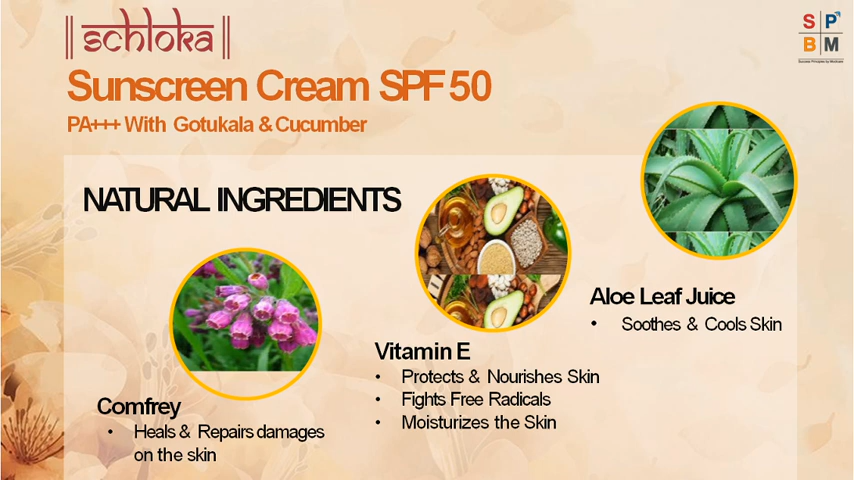 || schloka ||
S P
B M
Sunscreen Cream SPF 50
PA+++ With Gotukala & Cucumber
NATURAL INGREDIENTS
Aloe Leaf Juice
• Soothes & Cools Skin
Vitamin E
• Protects & Nourishes Skin
• Fights Free Radicals
• Moisturizes the Skin
Comfrey
• Heals & Repairs damages
on the skin